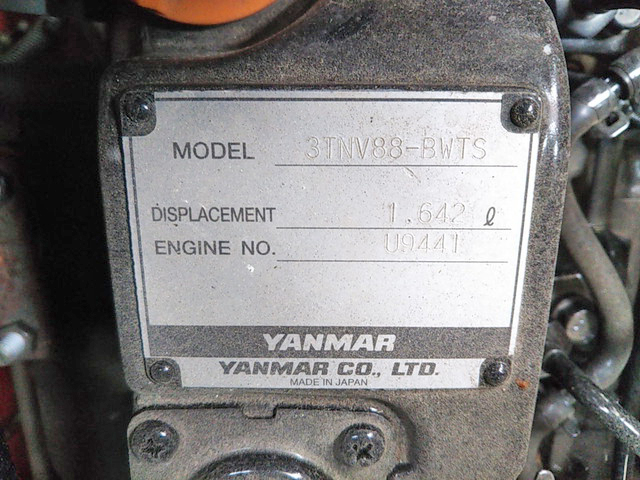 MODEL 3TNV88-BWTS
DISPLACEMENT 1.642 ℓ
ENGINE NO. U9441
YANMAR
YANMAR CO., LTD.
MADE IN JAPAN